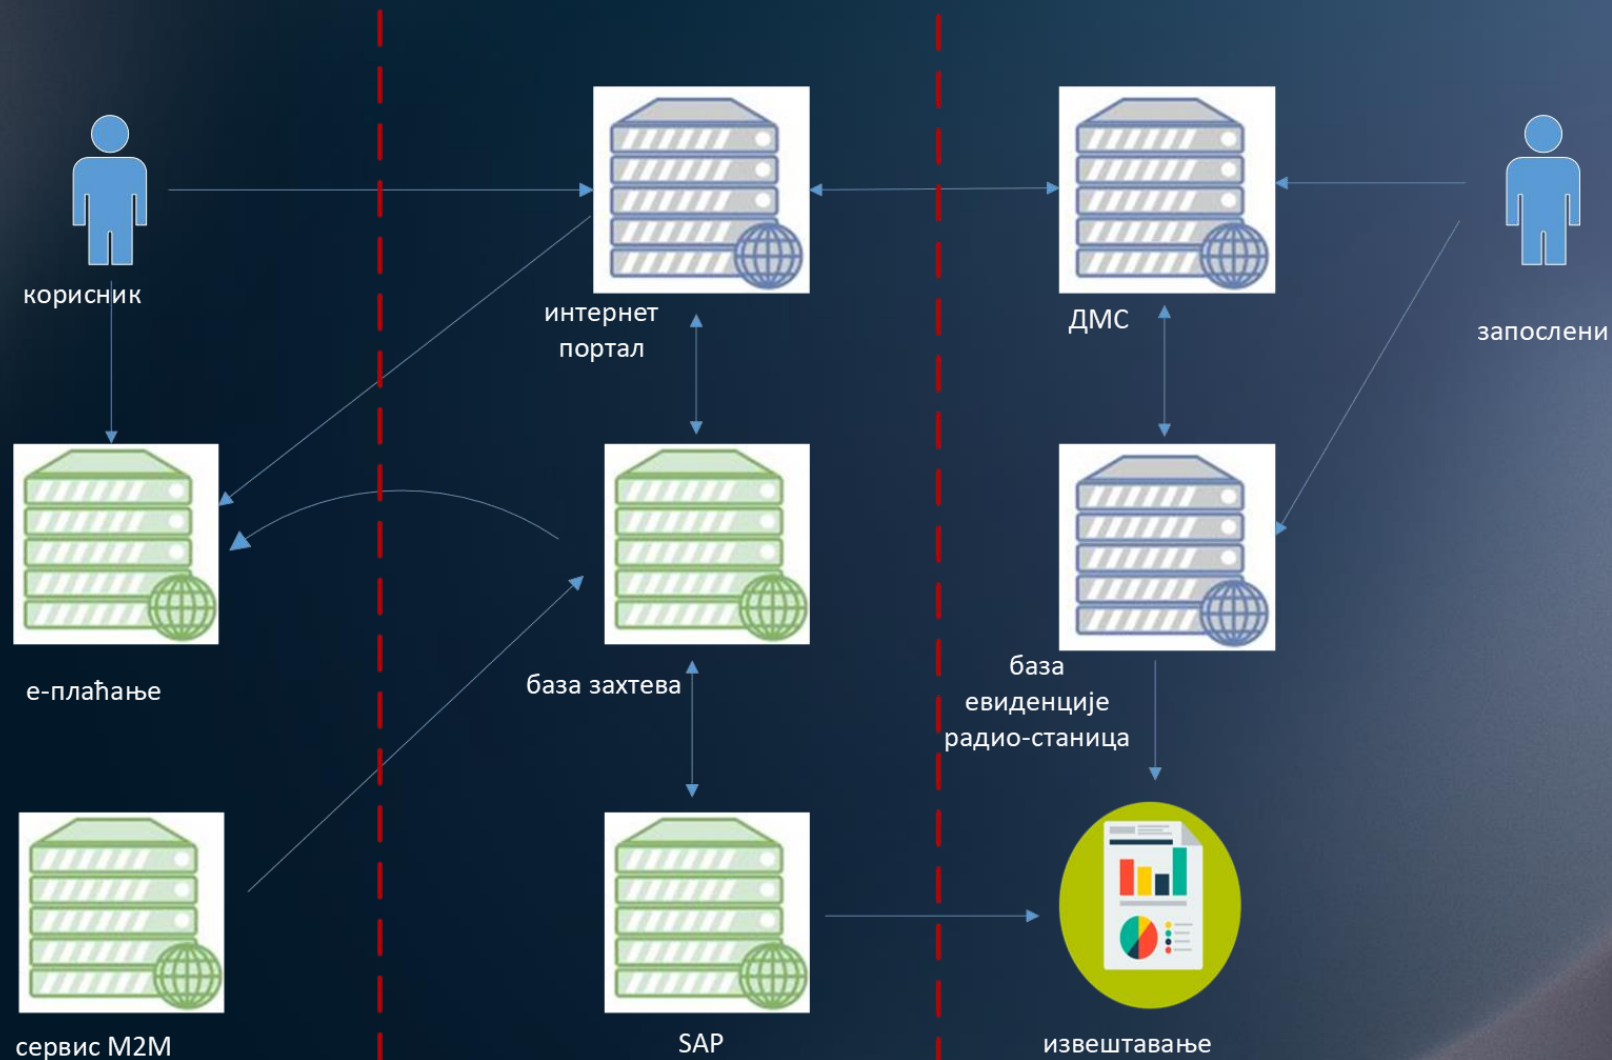 корисник
интернет
портал
ДМС
запослени
е-плаћање
база захтева
база
евиденције
радио-станица
сервис М2М
SAP
извештавање